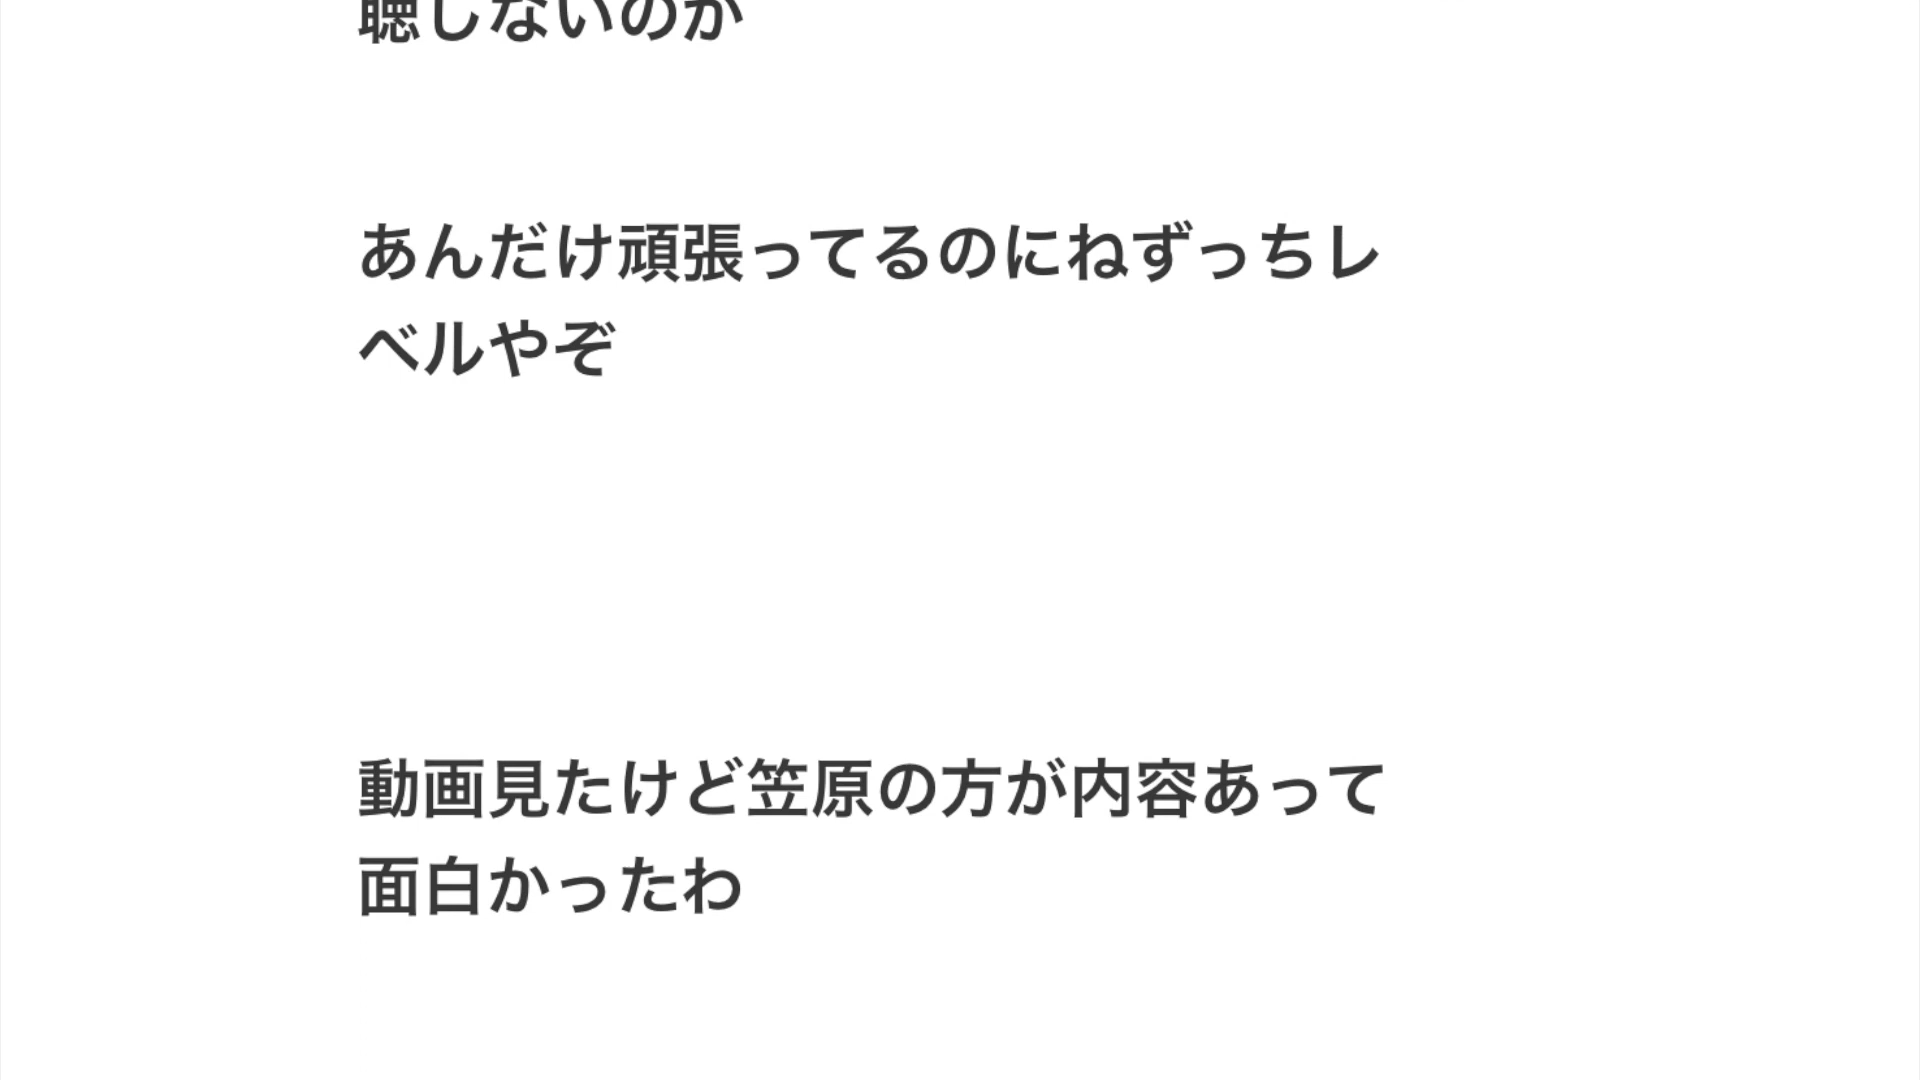 聴しないのか
あんだけ頑張ってるのにねずっちレ
ベルやぞ
動画見たけど笠原の方が内容あって
面白かったわ